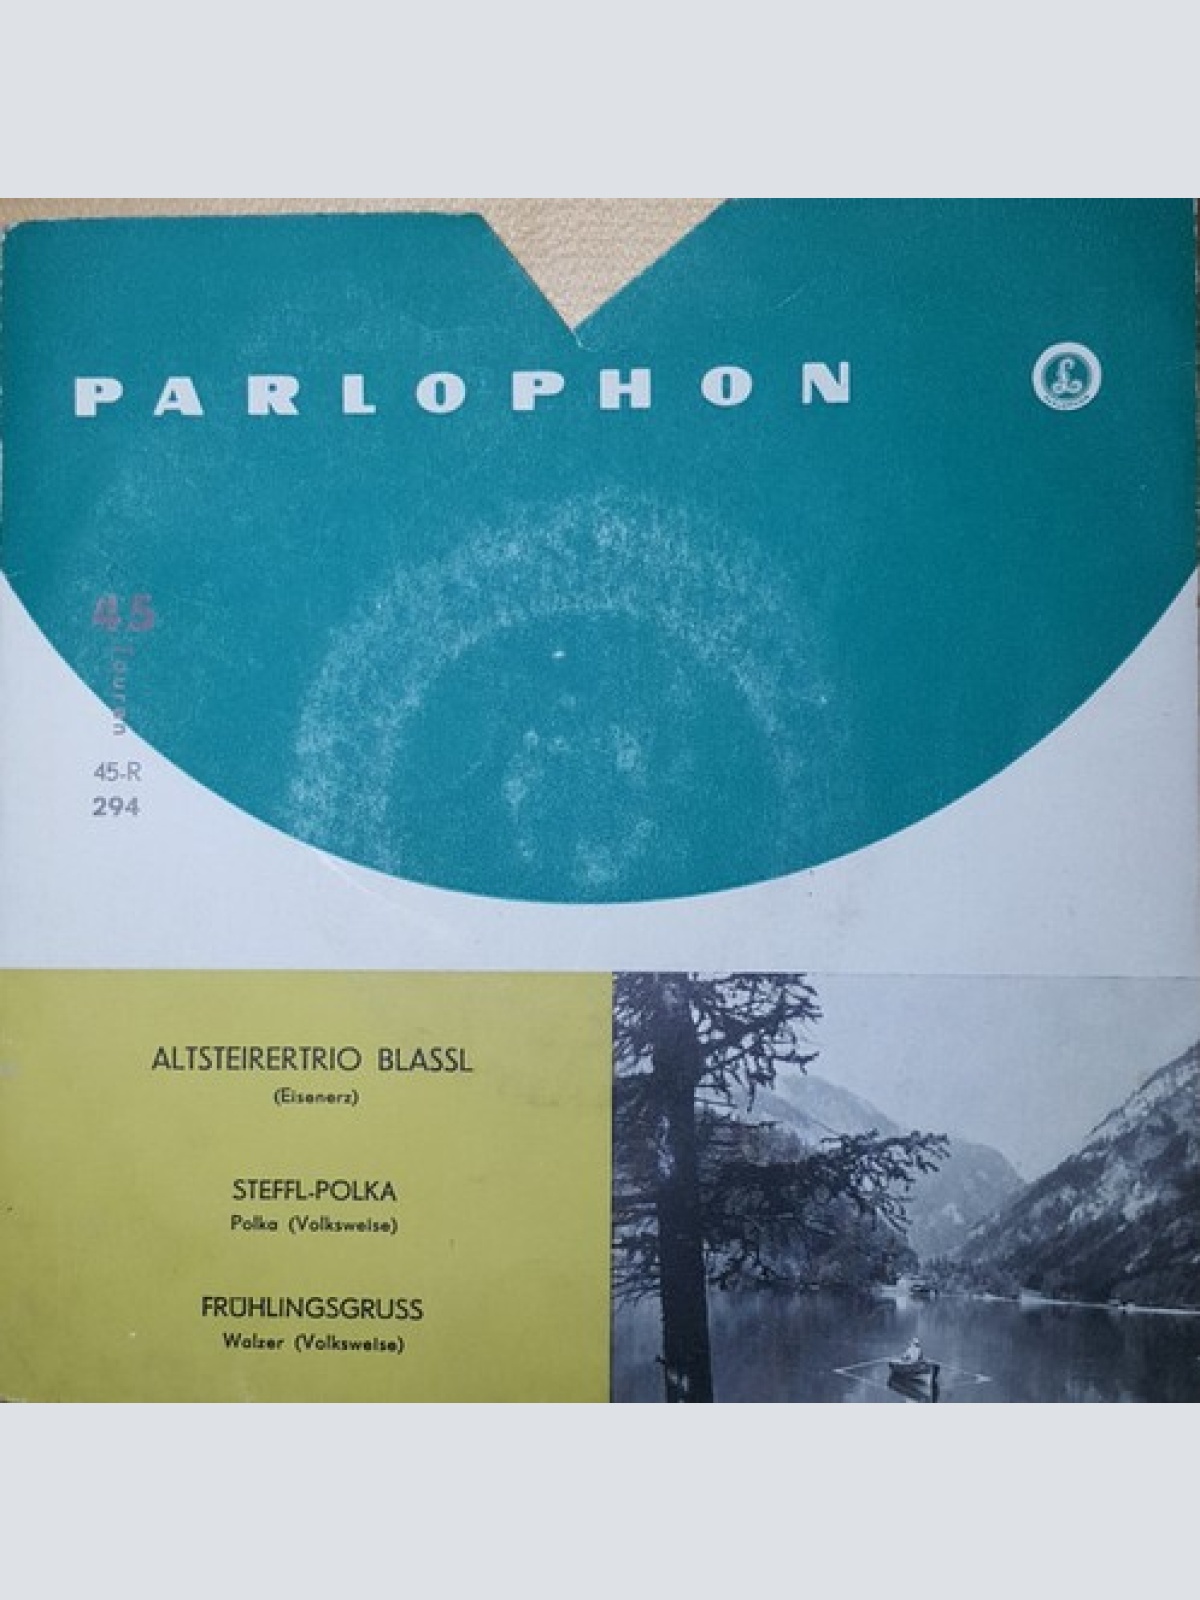 PARLOPHON
£
45
Touren
45-R
294
ALTSTEIRERTRIO BLASSL
(Eisenerz)
STEFFL-POLKA
Polka (Volksweise)
FRÜHLINGSGRUSS
Walzer (Volksweise)